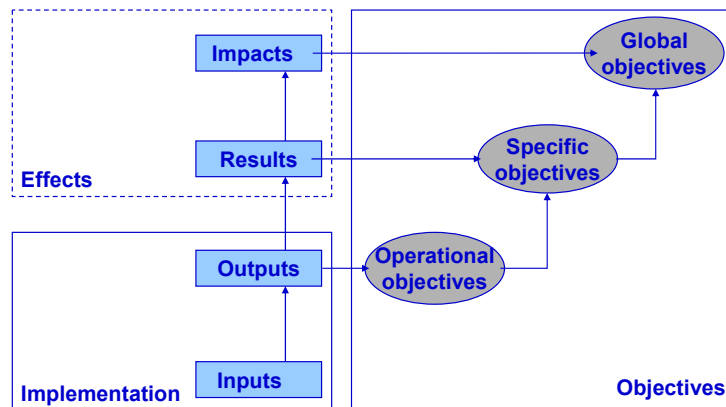 Impacts
Global
objectives
Results
Specific
objectives
Effects
Outputs
Operational
objectives
Inputs
Implementation
Objectives